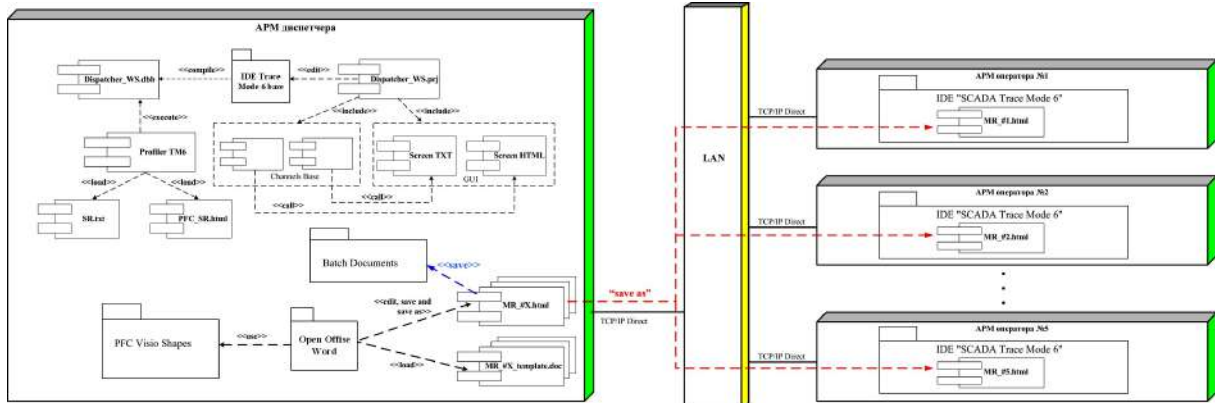 АРМ диспетчера
Dispatcher_WS.dbb
<<compile>>
IDE Trace
Mode 6 base
<<edit>>
Dispatcher_WS.prj
<<execute>>
<<include>>
<<include>>
Profiler TM6
Channels Base
Screen TXT
Screen HTML
GUI
<<load>>
<<load>>
<<call>>
<<call>>
SR.txt
PFC_SR.html
Batch Documents
<<save>>
<<edit, save and
save as>>
MR_#X.html
PFC Visio Shapes
<<use>>
Open Offise
Word
<<load>>
MR_#X_template.doc
"save as"
TCP/IP Direct
LAN
TCP/IP Direct
АРМ оператора №1
IDE "SCADA Trace Mode 6"
MR_#1.html
TCP/IP Direct
АРМ оператора №2
IDE "SCADA Trace Mode 6"
MR_#2.html
TCP/IP Direct
АРМ оператора №5
IDE "SCADA Trace Mode 6"
MR_#5.html